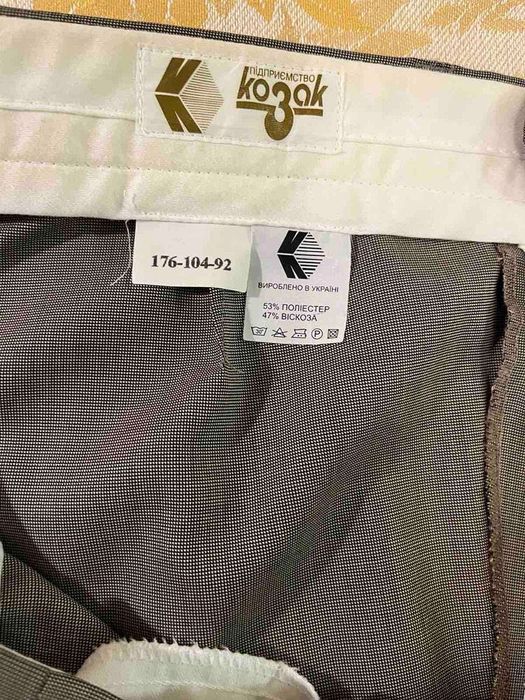 ПІДПРИЄМСТВО
козак
176-104-92
ВИРОБЛЕНО В УКРАЇНІ
53% ПОЛІЕСТЕР
47% ВІСКОЗА